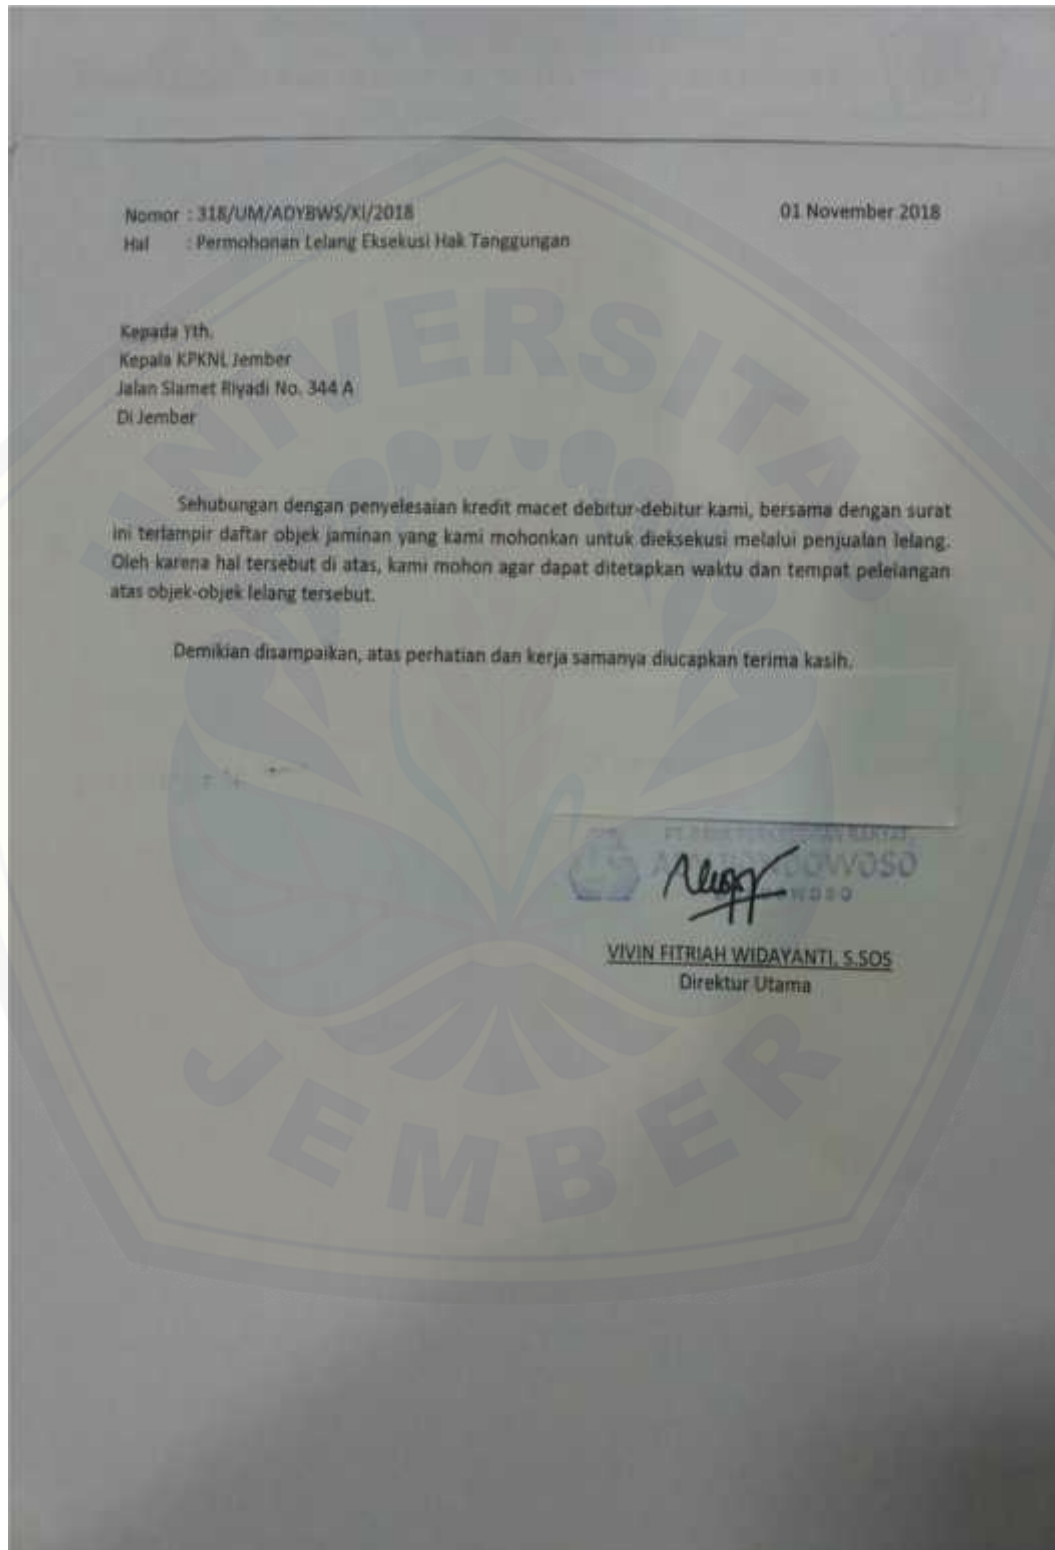 Nomor : 318/UM/ADYBWS/XI/2018
01 November 2018
Hal : Permohonan Lelang Eksekusi Hak Tanggungan
Kepada Yth.
Kepala KPKNL Jember
Jalan Slamet Riyadi No. 344 A
Di Jember
Sehubungan dengan penyelesaian kredit macet debitur-debitur kami, bersama dengan surat
ini terlampir daftar objek jaminan yang kami mohonkan untuk dieksekusi melalui penjualan lelang.
Oleh karena hal tersebut di atas, kami mohon agar dapat ditetapkan waktu dan tempat pelelangan
atas objek-objek lelang tersebut.
Demikian disampaikan, atas perhatian dan kerja samanya diucapkan terima kasih.
VIVIN FITRIAH WIDAYANTI, S.SOS
Direktur Utama
UNIVERSITAS
JEMBER